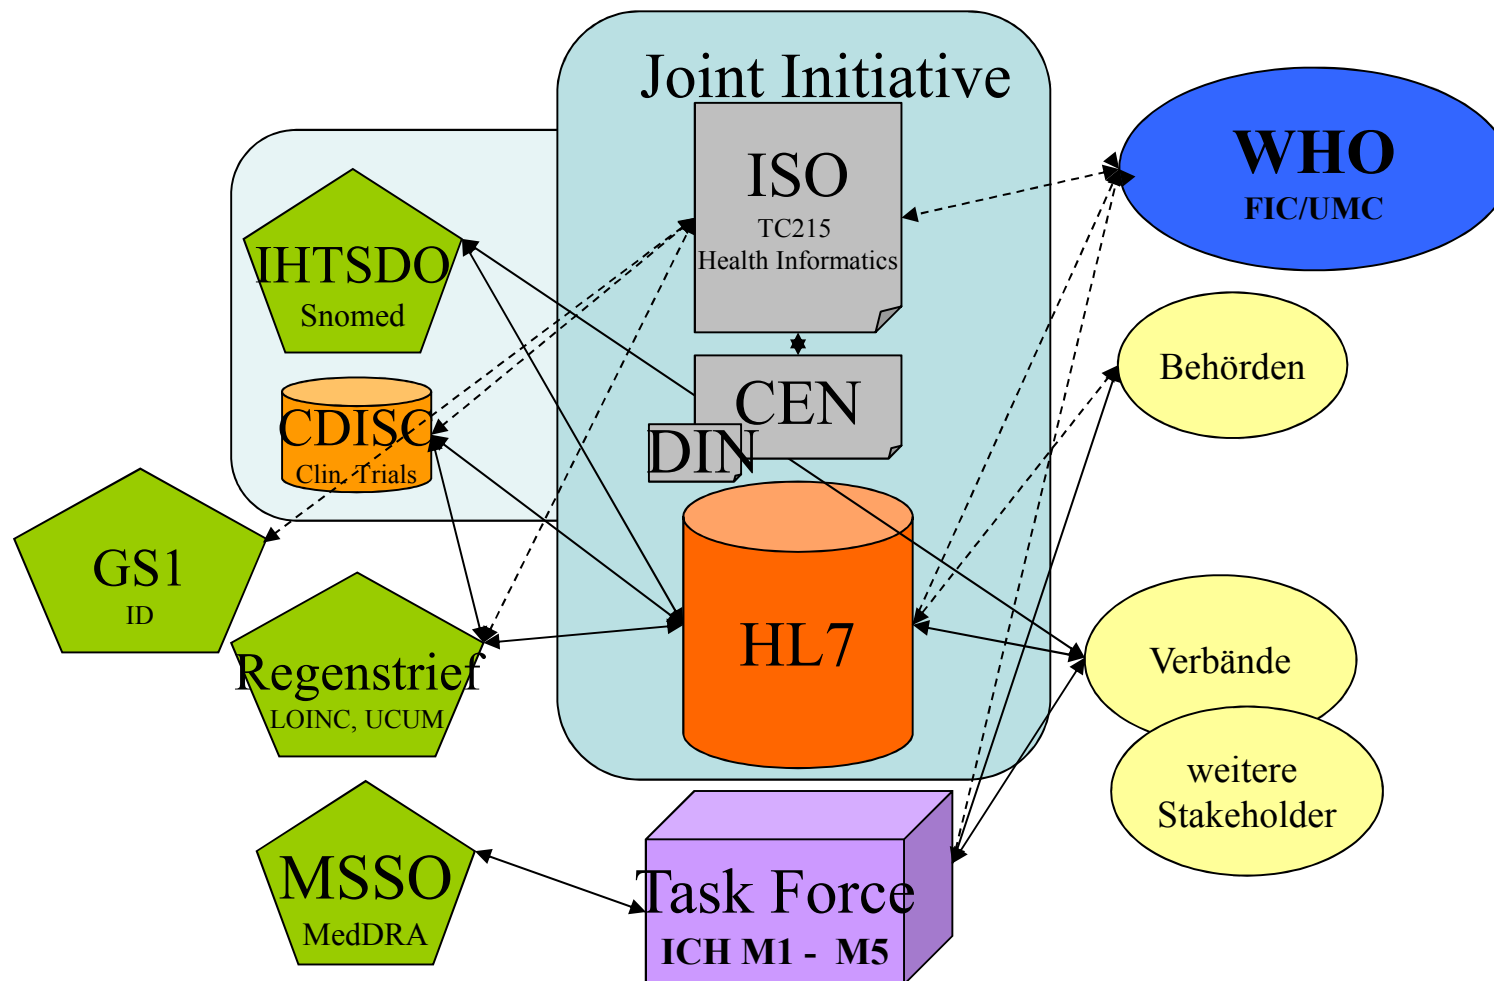 Joint Initiative
ISO
TC215
Health Informatics
WHO
FIC/UMC
IHTSDO
Snomed
Behörden
CEN
DIN
CDISC
Clin. Trials
GS1
ID
HL7
Regenstrief
LOINC, UCUM
Verbände
weitere
Stakeholder
MSSO
MedDRA
Task Force
ICH M1 -  M5